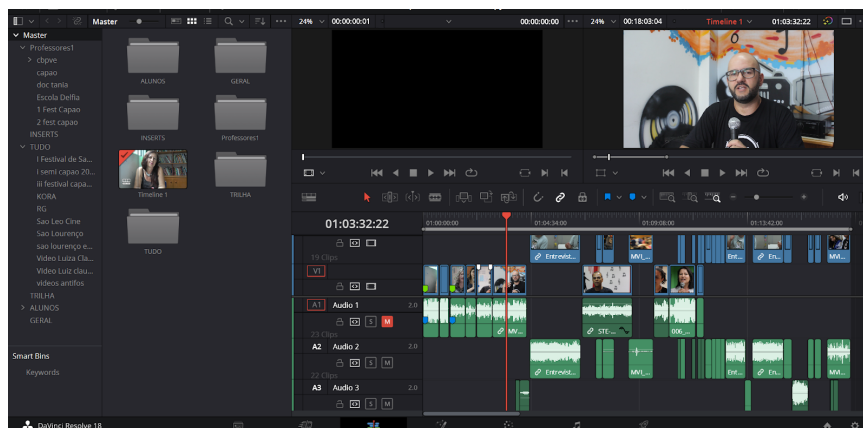 Master
24%
00:00:00:01
00:00:00:00
24%
00:18:03:04
Timeline 1
01:03:32:22
Master
Professores1
cbpve
capao
doc tania
Escola Delfia
1 Fest Capao
2 fest capao
INSERTS
TUDO
I Festival de Sa...
I semi capao 20...
iii festival capa...
KORA
RG
Sao Leo Cine
Sao Lourenço
sao lourenço e...
Video Luiza Cla...
Video Luiz clau...
videos antifos
TRILHA
ALUNOS
GERAL
Smart Bins
Keywords
ALUNOS
GERAL
INSERTS
Professores1
Timeline 1
TRILHA
TUDO
01:03:32:22
01:00:00:00
01:04:34:00
01:09:08:00
01:13:42:00
19 Clips
Entrevist...
MVI_...
Ent...
En...
MVI...
V1
A1 Audio 1 2.0
S M
23 Clips
MV...
STE-...
006_...
A2 Audio 2 2.0
S M
22 Clips
Entrevist...
MVI_...
Ent...
En...
MVI...
A3 Audio 3 2.0
S M
DaVinci Resolve 18